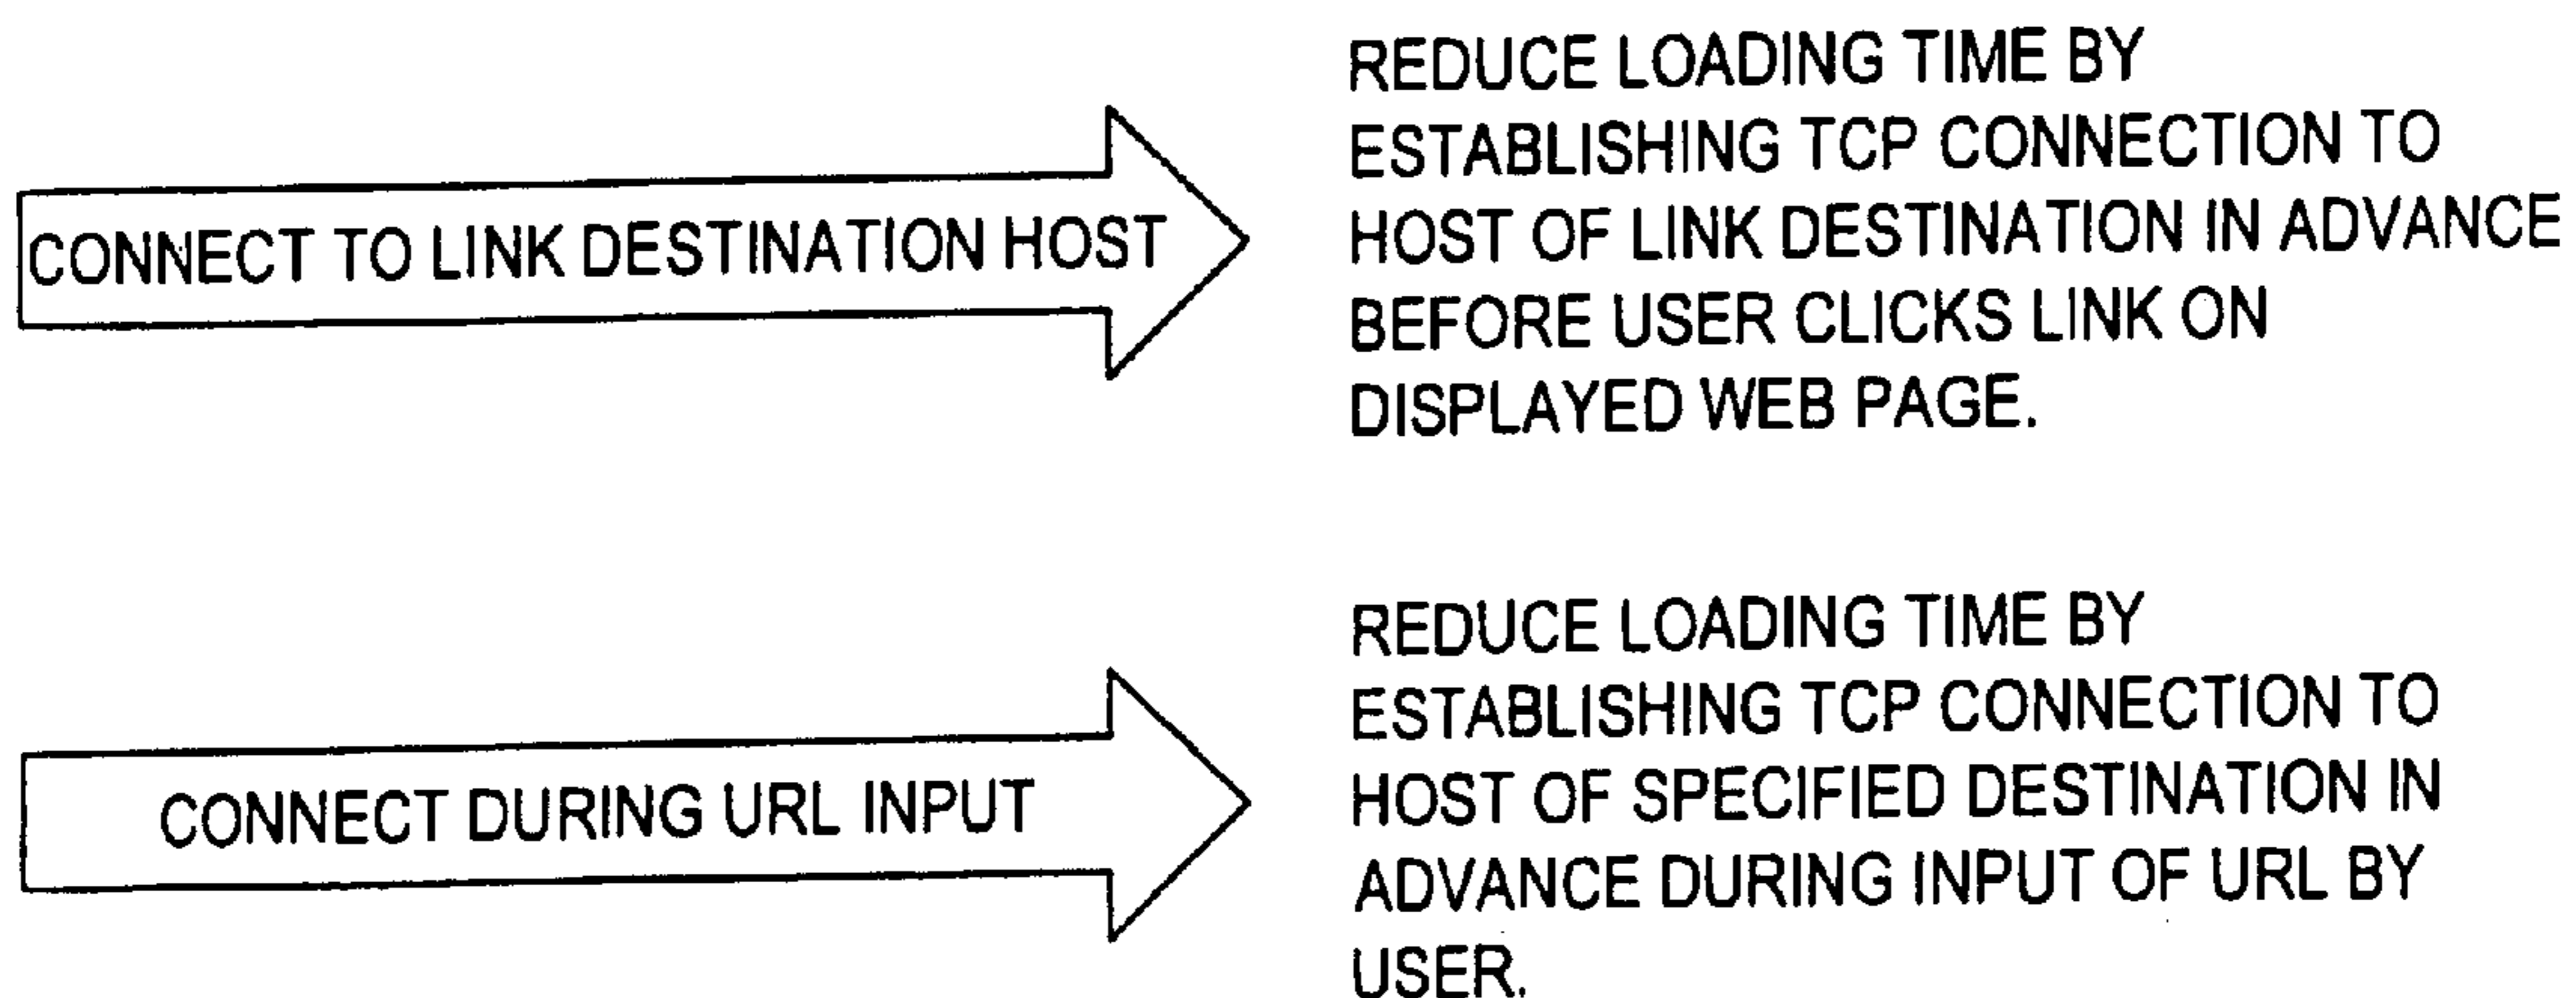 CONNECT TO LINK DESTINATION HOST
REDUCE LOADING TIME BY
ESTABLISHING TCP CONNECTION TO
HOST OF LINK DESTINATION IN ADVANCE
BEFORE USER CLICKS LINK ON
DISPLAYED WEB PAGE.
CONNECT DURING URL INPUT
REDUCE LOADING TIME BY
ESTABLISHING TCP CONNECTION TO
HOST OF SPECIFIED DESTINATION IN
ADVANCE DURING INPUT OF URL BY
USER.